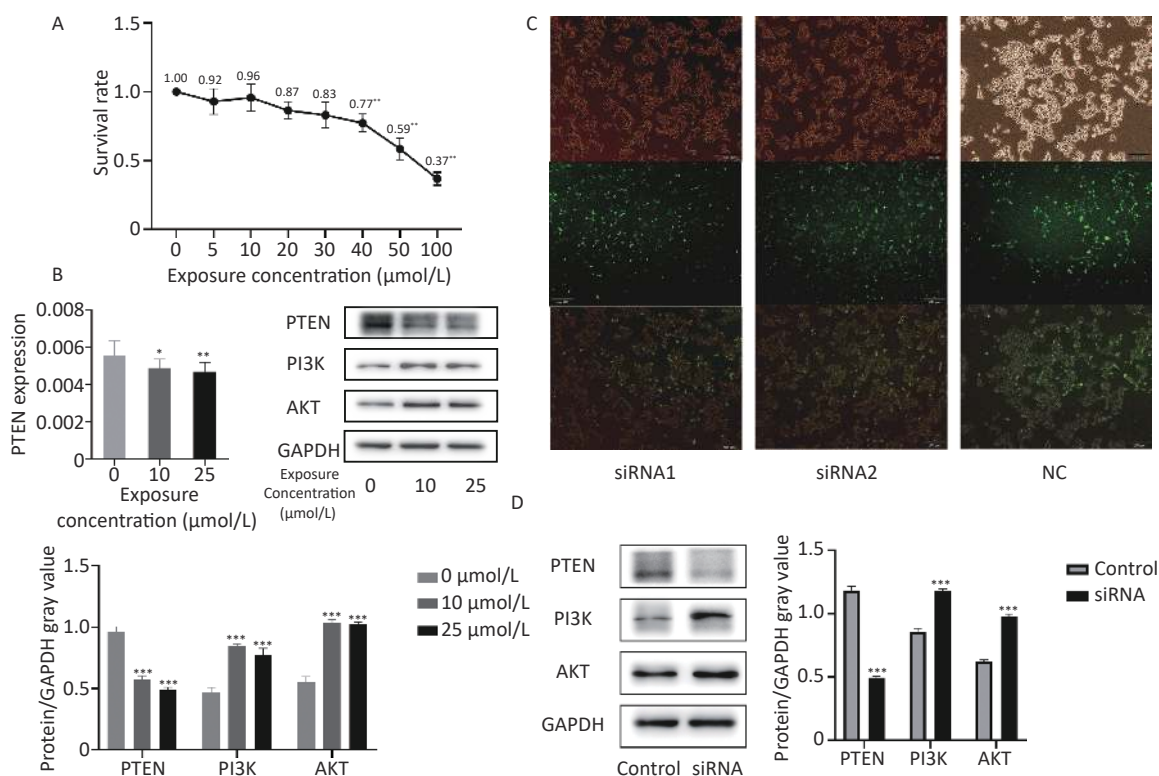 A
1.5
1.0
0.5
0
Survival rate
1.00
0.92
0.96
0.87
0.83
0.77**
0.59**
0.37**
0 5 10 20 30 40 50 100
Exposure concentration (μmol/L)
B
0.008
0.006
0.004
0.002
0
PTEN expression
*
**
0 10 25
Exposure
concentration (μmol/L)
PTEN
PI3K
AKT
GAPDH
Exposure
Concentration
(μmol/L)
0 10 25
1.5
1.0
0.5
0
Protein/GAPDH gray value
*** ***
*** ***
*** ***
PTEN PI3K AKT
0 μmol/L
10 μmol/L
25 μmol/L
C
siRNA1 siRNA2 NC
D
PTEN
PI3K
AKT
GAPDH
Control siRNA
1.5
1.0
0.5
0
Protein/GAPDH gray value
***
***
***
PTEN PI3K AKT
Control
siRNA